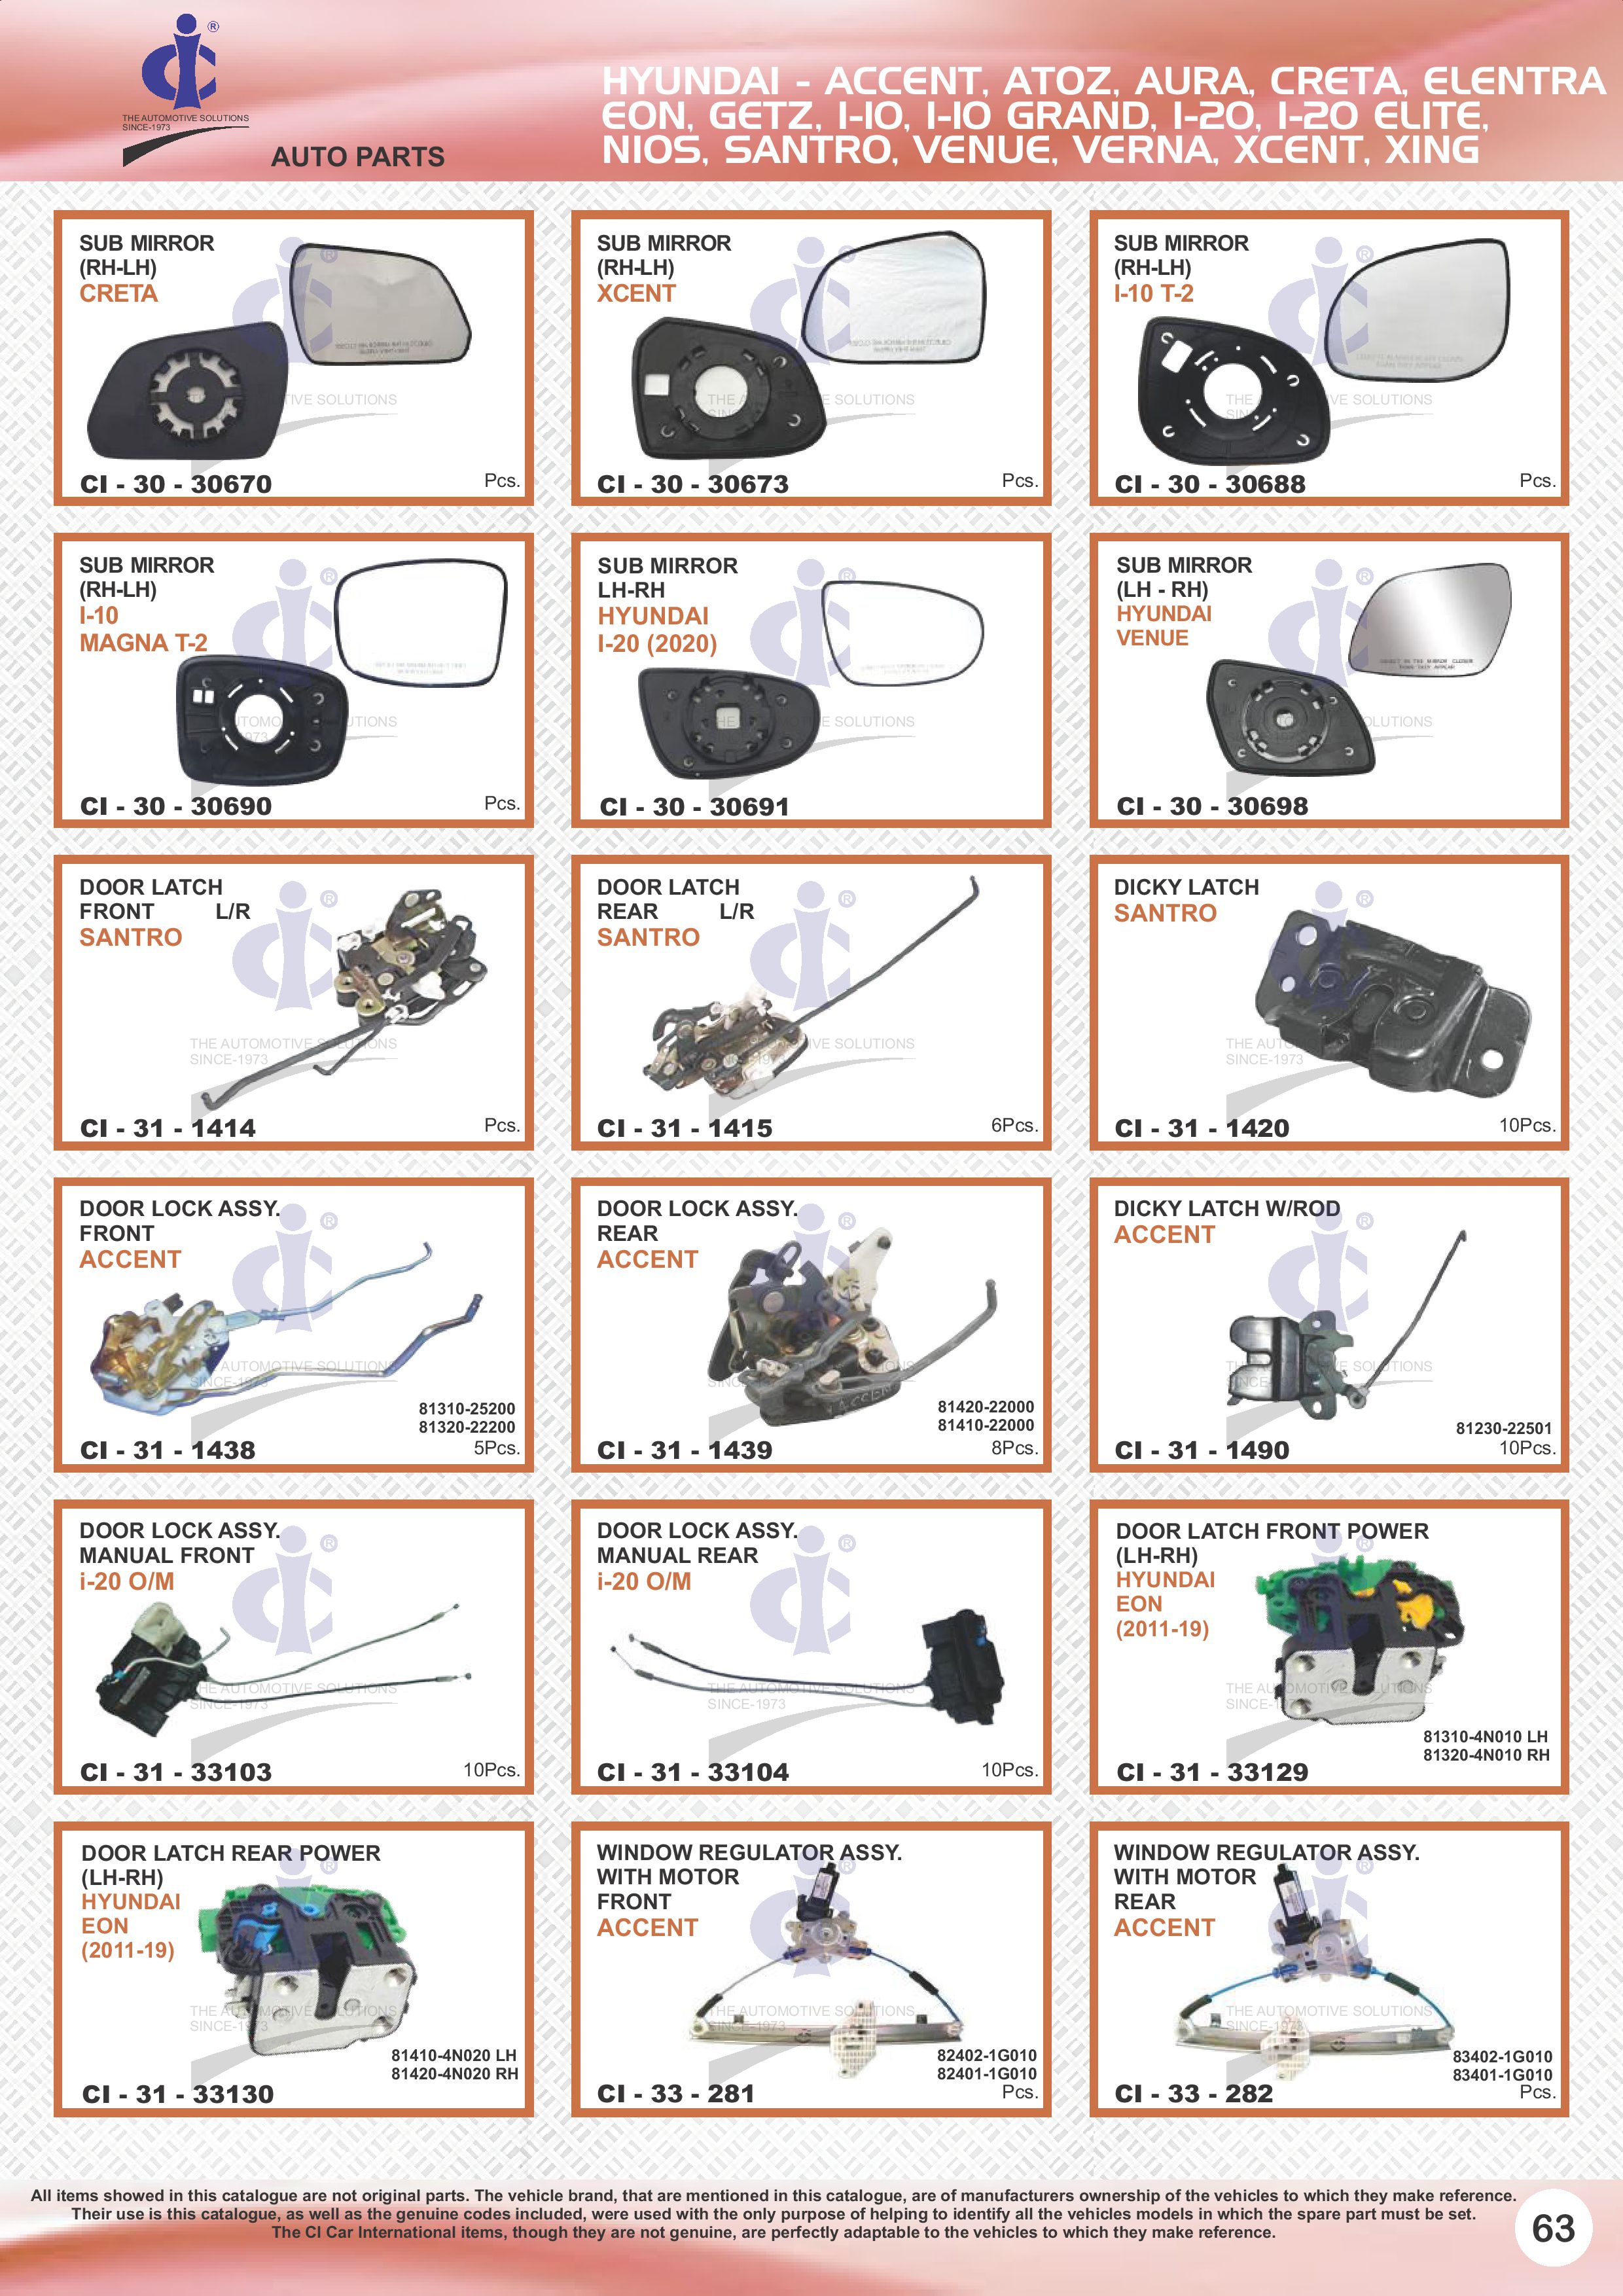 ®
THE AUTOMOTIVE SOLUTIONS
SINCE-1973
AUTO PARTS
HYUNDAI - ACCENT, ATOZ, AURA, CRETA, ELENTRA
EON, GETZ, I-10, I-10 GRAND, I-20, I-20 ELITE,
NIOS, SANTRO, VENUE, VERNA, XCENT, XING
SUB MIRROR
(RH-LH)
CRETA
CI - 30 - 30670
Pcs.
SUB MIRROR
(RH-LH)
XCENT
CI - 30 - 30673
Pcs.
SUB MIRROR
(RH-LH)
I-10 T-2
CI - 30 - 30688
Pcs.
SUB MIRROR
(RH-LH)
I-10
MAGNA T-2
CI - 30 - 30690
Pcs.
SUB MIRROR
LH-RH
HYUNDAI
I-20 (2020)
CI - 30 - 30691
SUB MIRROR
(LH - RH)
HYUNDAI
VENUE
CI - 30 - 30698
DOOR LATCH
FRONT L/R
SANTRO
CI - 31 - 1414
Pcs.
DOOR LATCH
REAR L/R
SANTRO
CI - 31 - 1415
6Pcs.
DICKY LATCH
SANTRO
CI - 31 - 1420
10Pcs.
DOOR LOCK ASSY.
FRONT
ACCENT
81310-25200
81320-22200
CI - 31 - 1438
5Pcs.
DOOR LOCK ASSY.
REAR
ACCENT
81420-22000
81410-22000
CI - 31 - 1439
8Pcs.
DICKY LATCH W/ROD
ACCENT
81230-22501
CI - 31 - 1490
10Pcs.
DOOR LOCK ASSY.
MANUAL FRONT
i-20 O/M
CI - 31 - 33103
10Pcs.
DOOR LOCK ASSY.
MANUAL REAR
i-20 O/M
CI - 31 - 33104
10Pcs.
DOOR LATCH FRONT POWER
(LH-RH)
HYUNDAI
EON
(2011-19)
81310-4N010 LH
81320-4N010 RH
CI - 31 - 33129
DOOR LATCH REAR POWER
(LH-RH)
HYUNDAI
EON
(2011-19)
81410-4N020 LH
81420-4N020 RH
CI - 31 - 33130
WINDOW REGULATOR ASSY.
WITH MOTOR
FRONT
ACCENT
82402-1G010
82401-1G010
CI - 33 - 281
Pcs.
WINDOW REGULATOR ASSY.
WITH MOTOR
REAR
ACCENT
83402-1G010
83401-1G010
CI - 33 - 282
Pcs.
All items showed in this catalogue are not original parts. The vehicle brand, that are mentioned in this catalogue, are of manufacturers ownership of the vehicles to which they make reference.
Their use is this catalogue, as well as the genuine codes included, were used with the only purpose of helping to identify all the vehicles models in which the spare part must be set.
The CI Car International items, though they are not genuine, are perfectly adaptable to the vehicles to which they make reference.
63